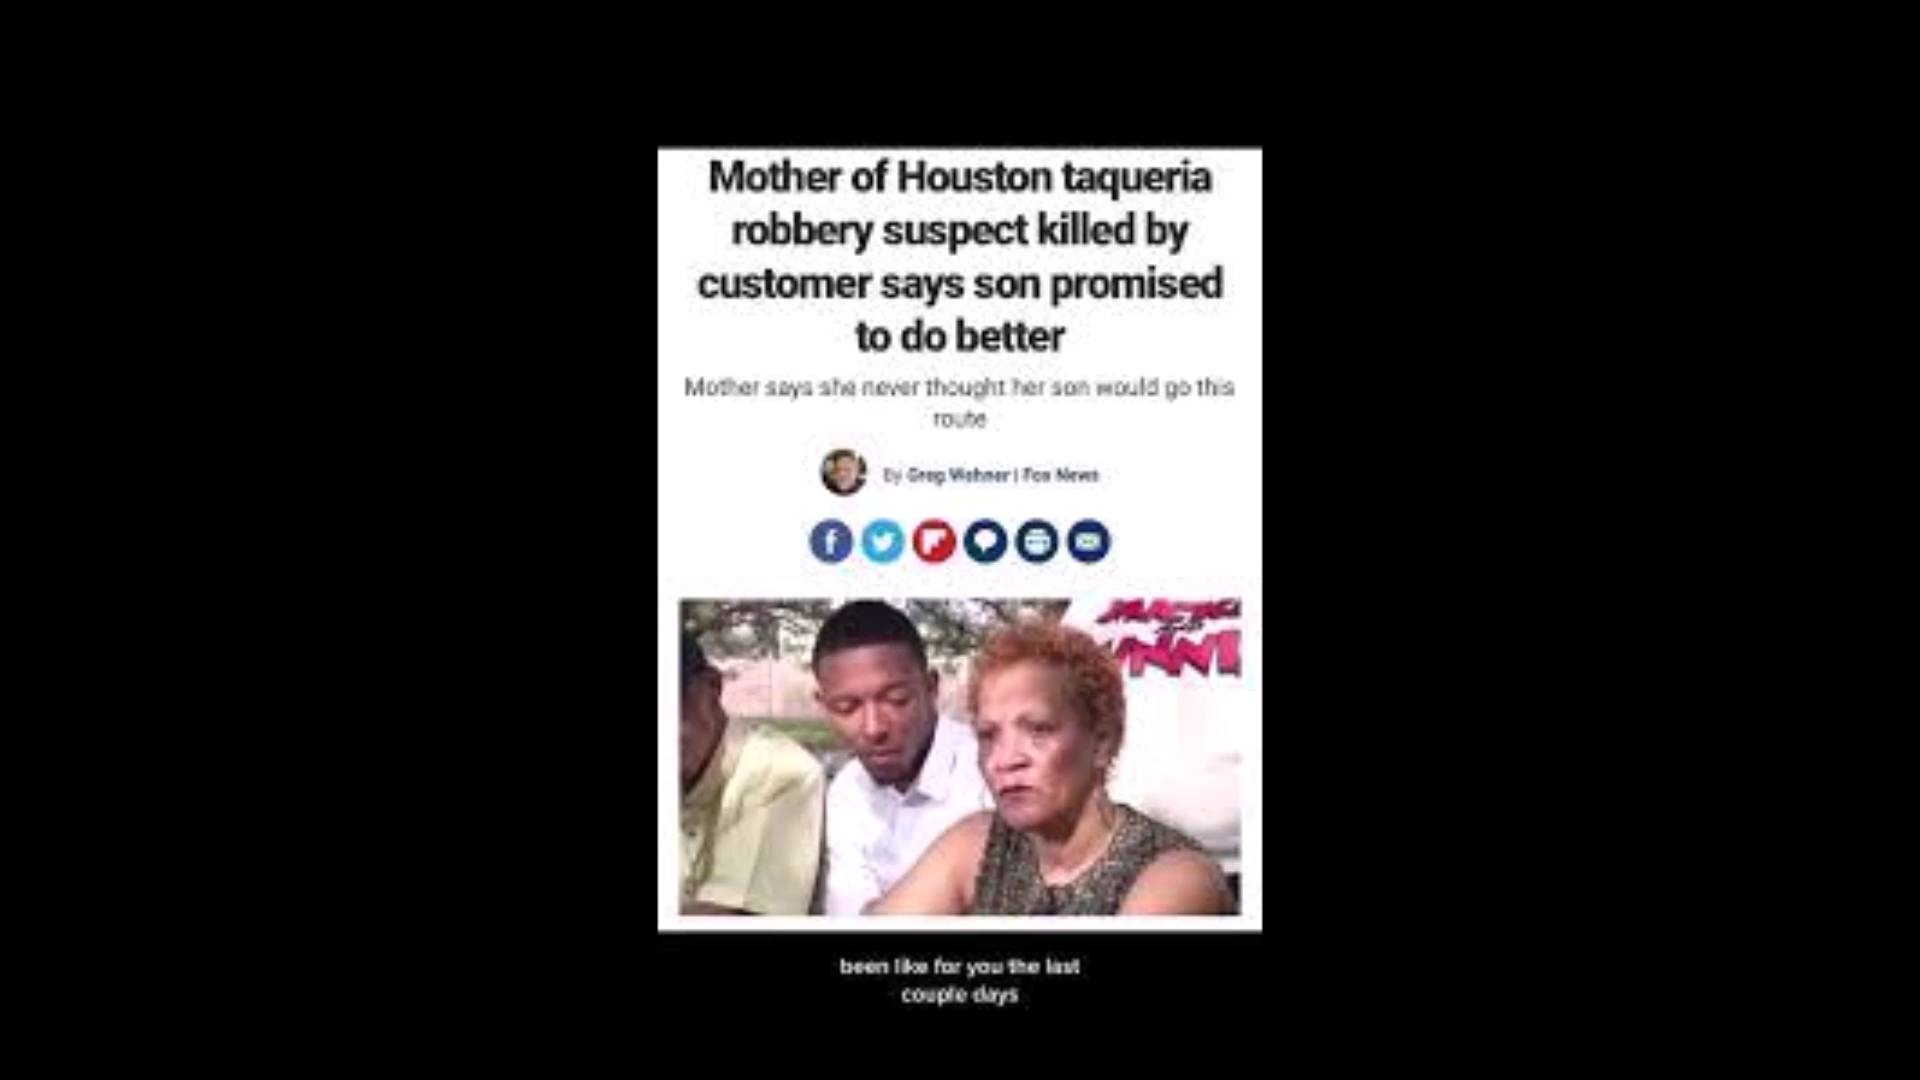 Mother of Houston taqueria
robbery suspect killed by
customer says son promised
to do better
Mother says she never thought her son would go this
route
By Greg Wehner | Fox News
been like for you the last
couple days